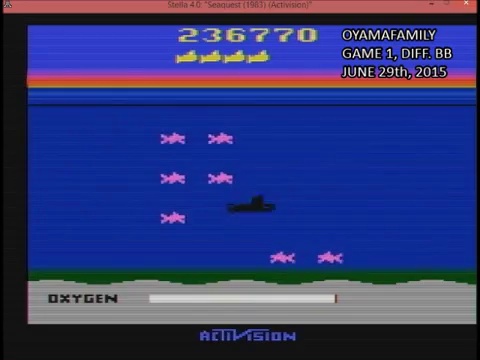 Stella 4.0: "Seaquest (1983) (Activision)"
236770
OYAMAFAMILY
GAME 1, DIFF. BB
JUNE 29th, 2015
OXYGEN
ACTIVISION